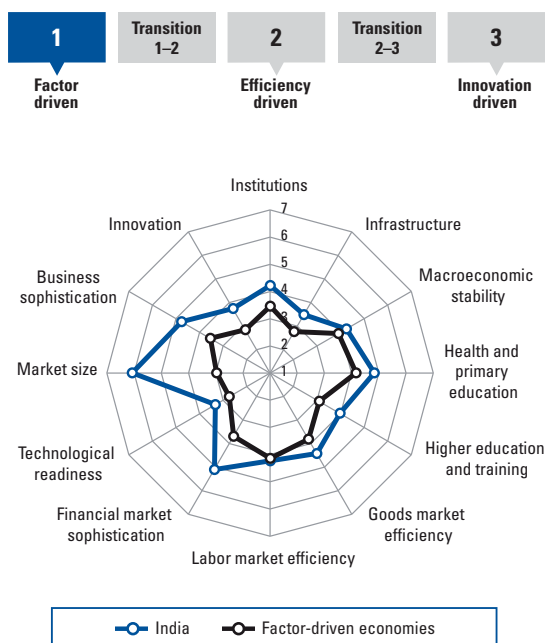 1
Transition
1–2
2
Transition
2–3
3
Factor
driven
Efficiency
driven
Innovation
driven
Institutions
7
6
5
4
3
2
1
Infrastructure
Macroeconomic
stability
Health and
primary
education
Higher education
and training
Goods market
efficiency
Labor market efficiency
Financial market
sophistication
Technological
readiness
Market size
Business
sophistication
Innovation
India
Factor-driven economies